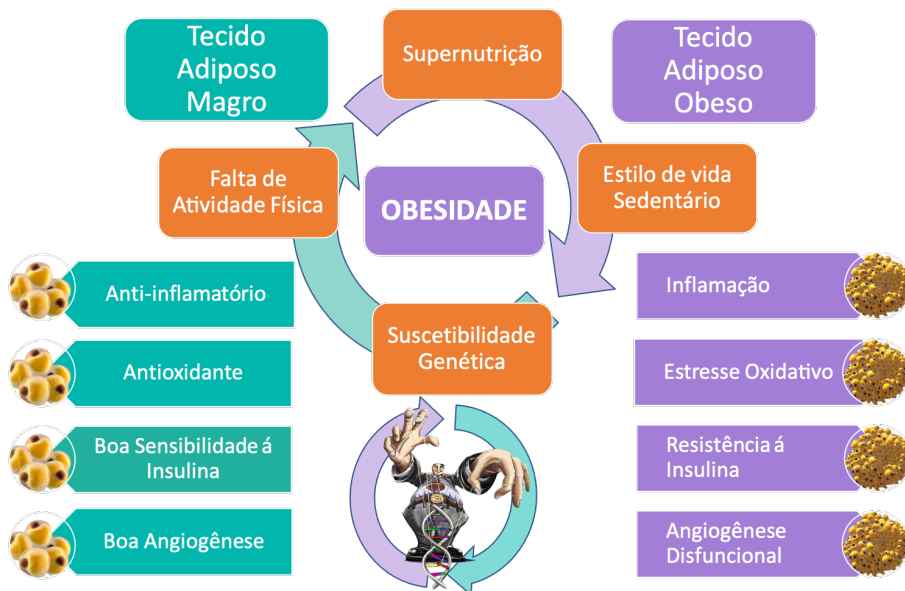 Tecido
Adiposo
Magro
Supernutrição
Tecido
Adiposo
Obeso
Falta de
Atividade Física
OBESIDADE
Estilo de vida
Sedentário
Anti-inflamatório
Inflamação
Suscetibilidade
Genética
Antioxidante
Estresse Oxidativo
Boa Sensibilidade á
Insulina
Resistência á
Insulina
Boa Angiogênese
Angiogênese
Disfuncional